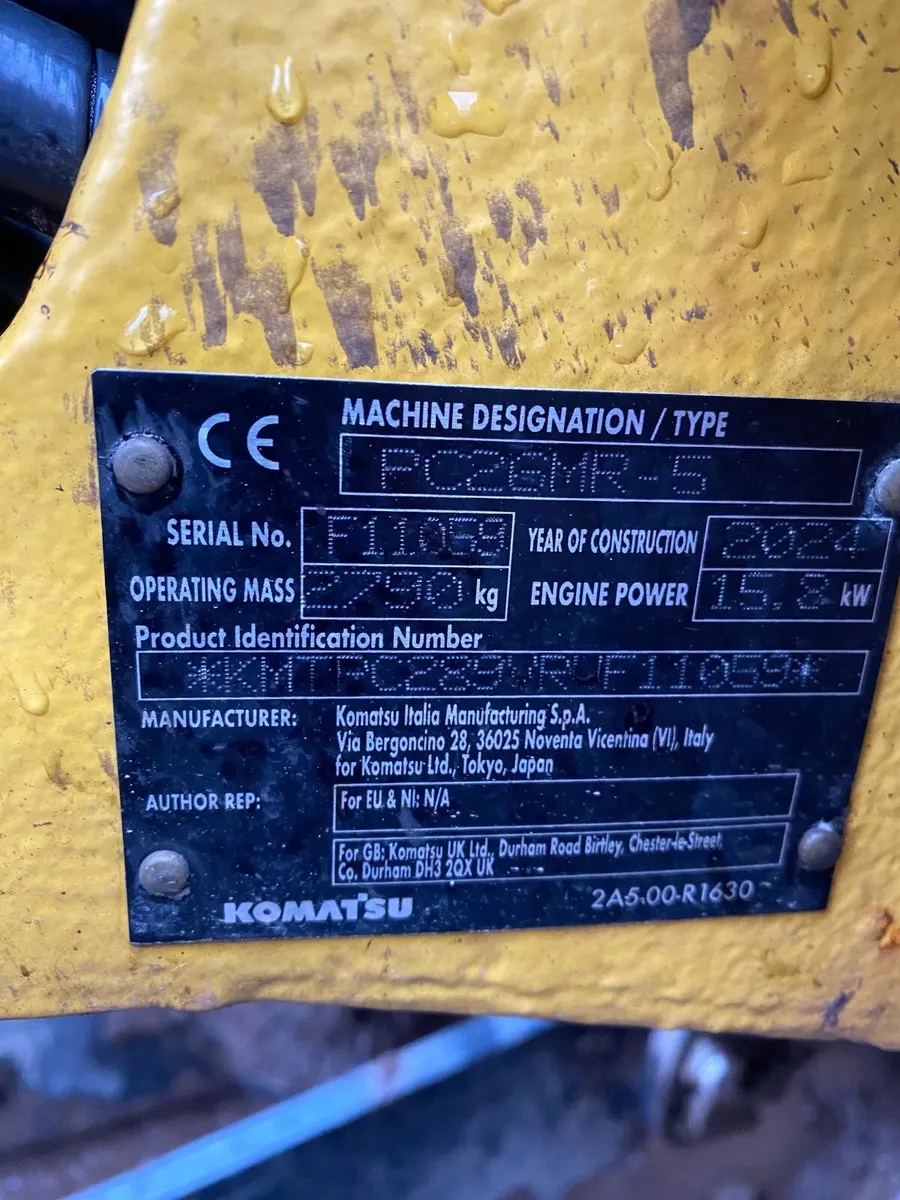 CE
MACHINE DESIGNATION / TYPE
PC26MR-5
SERIAL No. F11059
YEAR OF CONSTRUCTION 2024
OPERATING MASS 2790 kg
ENGINE POWER kW
Product Identification Number
*KMTPC289WRWF11059*
MANUFACTURER: Komatsu Italia Manufacturing S.p.A.
Via Bergoncino 28, 36025 Noventa Vicentina (VI), Italy
for Komatsu Ltd., Tokyo, Japan
AUTHOR REP: For EU & NI: N/A
For GB: Komatsu UK Ltd., Durham Road Birtley, Chester-le-Street,
Co. Durham DH3 2QX UK
KOMATSU
2A5.00-R1630